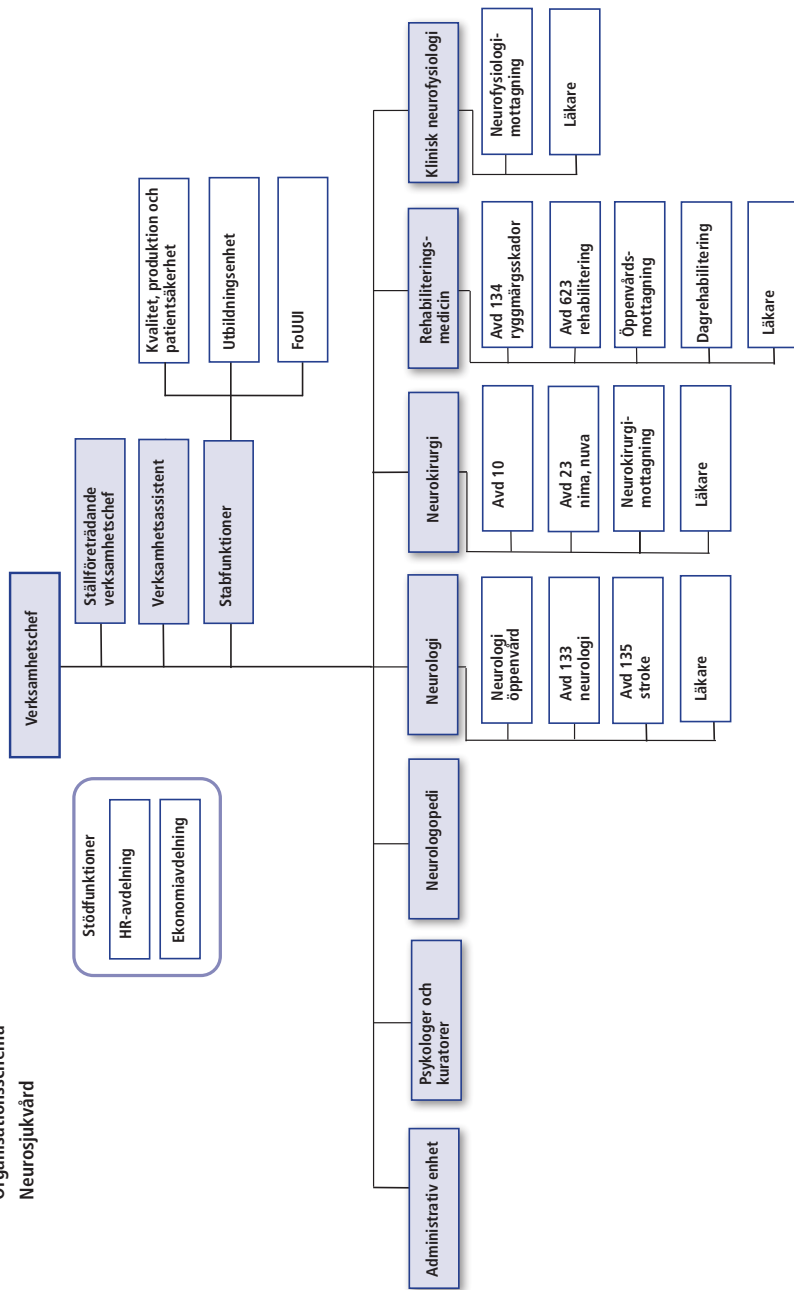 Organisationsschema
Neurosjukvård
Verksamhetschef
Stödfunktioner
HR-avdelning
Ekonomiavdelning
Ställföreträdande
verksamhetschef
Verksamhetsassistent
Stabfunktioner
Kvalitet, produktion och
patientsäkerhet
Utbildningsenhet
FoUUI
Administrativ enhet
Psykologer och
kuratorer
Neurologopedi
Neurologi
Neurologi
öppenvård
Avd 133
neurologi
Avd 135
stroke
Läkare
Neurokirurgi
Avd 10
Avd 23
nima, nuva
Neurokirurgi-
mottagning
Läkare
Rehabiliterings-
medicin
Avd 134
ryggmärgsskador
Avd 623
rehabilitering
Öppenvårds-
mottagning
Dagrehabilitering
Läkare
Klinisk neurofysiologi
Neurofysiologi-
mottagning
Läkare